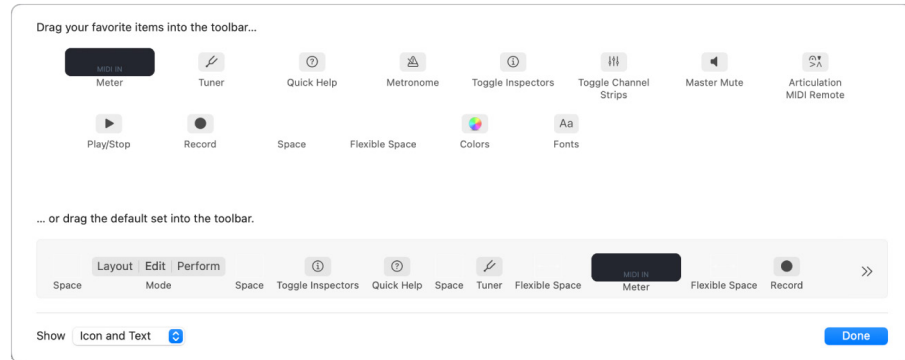 Drag your favorite items into the toolbar...
MIDI IN
Meter
Tuner
Quick Help
Metronome
Toggle Inspectors
Toggle Channel
Strips
Master Mute
Articulation
MIDI Remote
Play/Stop
Record
Space
Flexible Space
Colors
Aa
Fonts
... or drag the default set into the toolbar.
Layout Edit Perform
MIDI IN
Space Mode Space Toggle Inspectors Quick Help Space Tuner Flexible Space Meter Flexible Space Record
Show Icon and Text Done